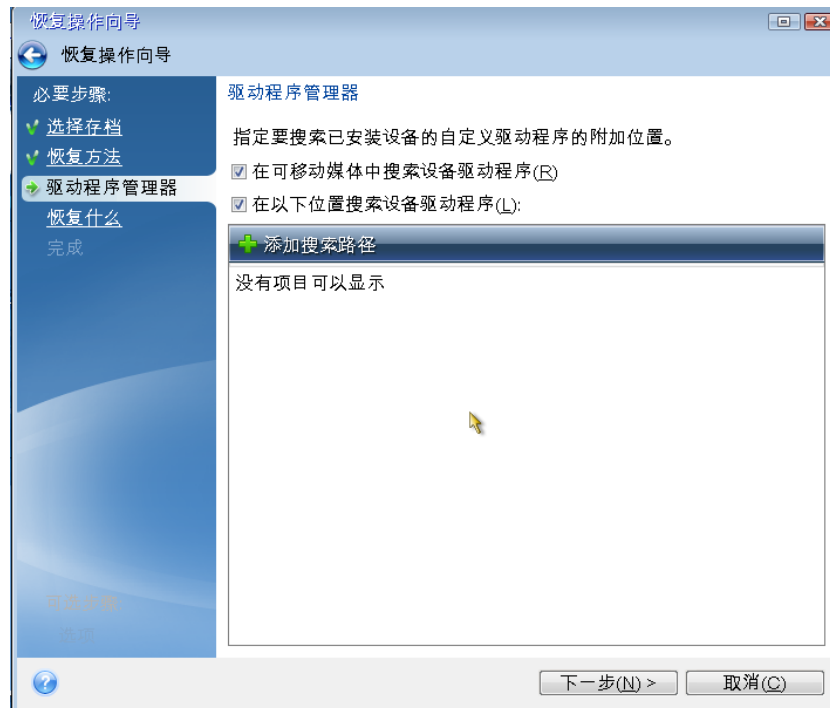 恢复操作向导
恢复操作向导
必要步骤:
选择存档
恢复方法
驱动程序管理器
恢复什么
完成
驱动程序管理器
指定要搜索已安装设备的自定义驱动程序的附加位置。
在可移动媒体中搜索设备驱动程序(R)
在以下位置搜索设备驱动程序(L):
添加搜索路径
没有项目可以显示
选项
下一步(N) >
取消(C)